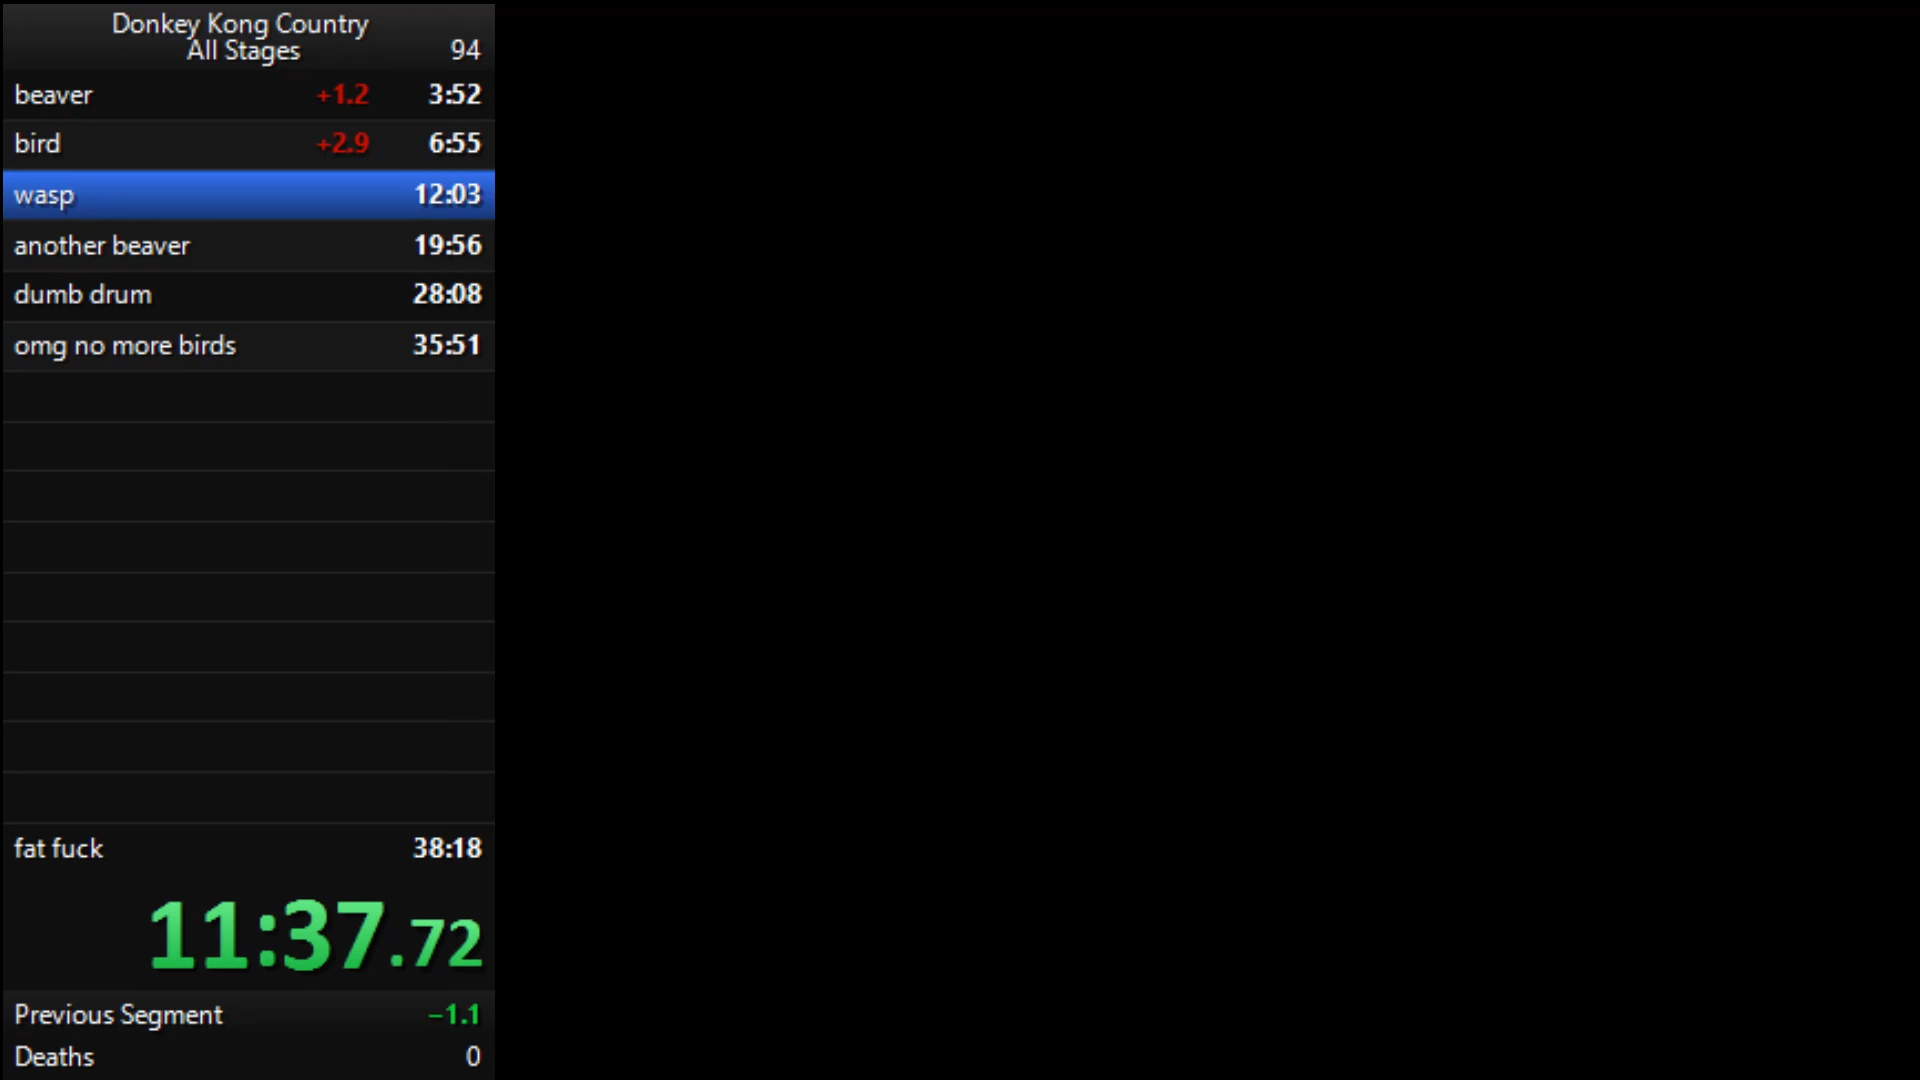 Donkey Kong Country
All Stages 94
beaver +1.2 3:52
bird +2.9 6:55
wasp 12:03
another beaver 19:56
dumb drum 28:08
omg no more birds 35:51
fat fuck 38:18
11:37.72
Previous Segment −1.1
Deaths 0